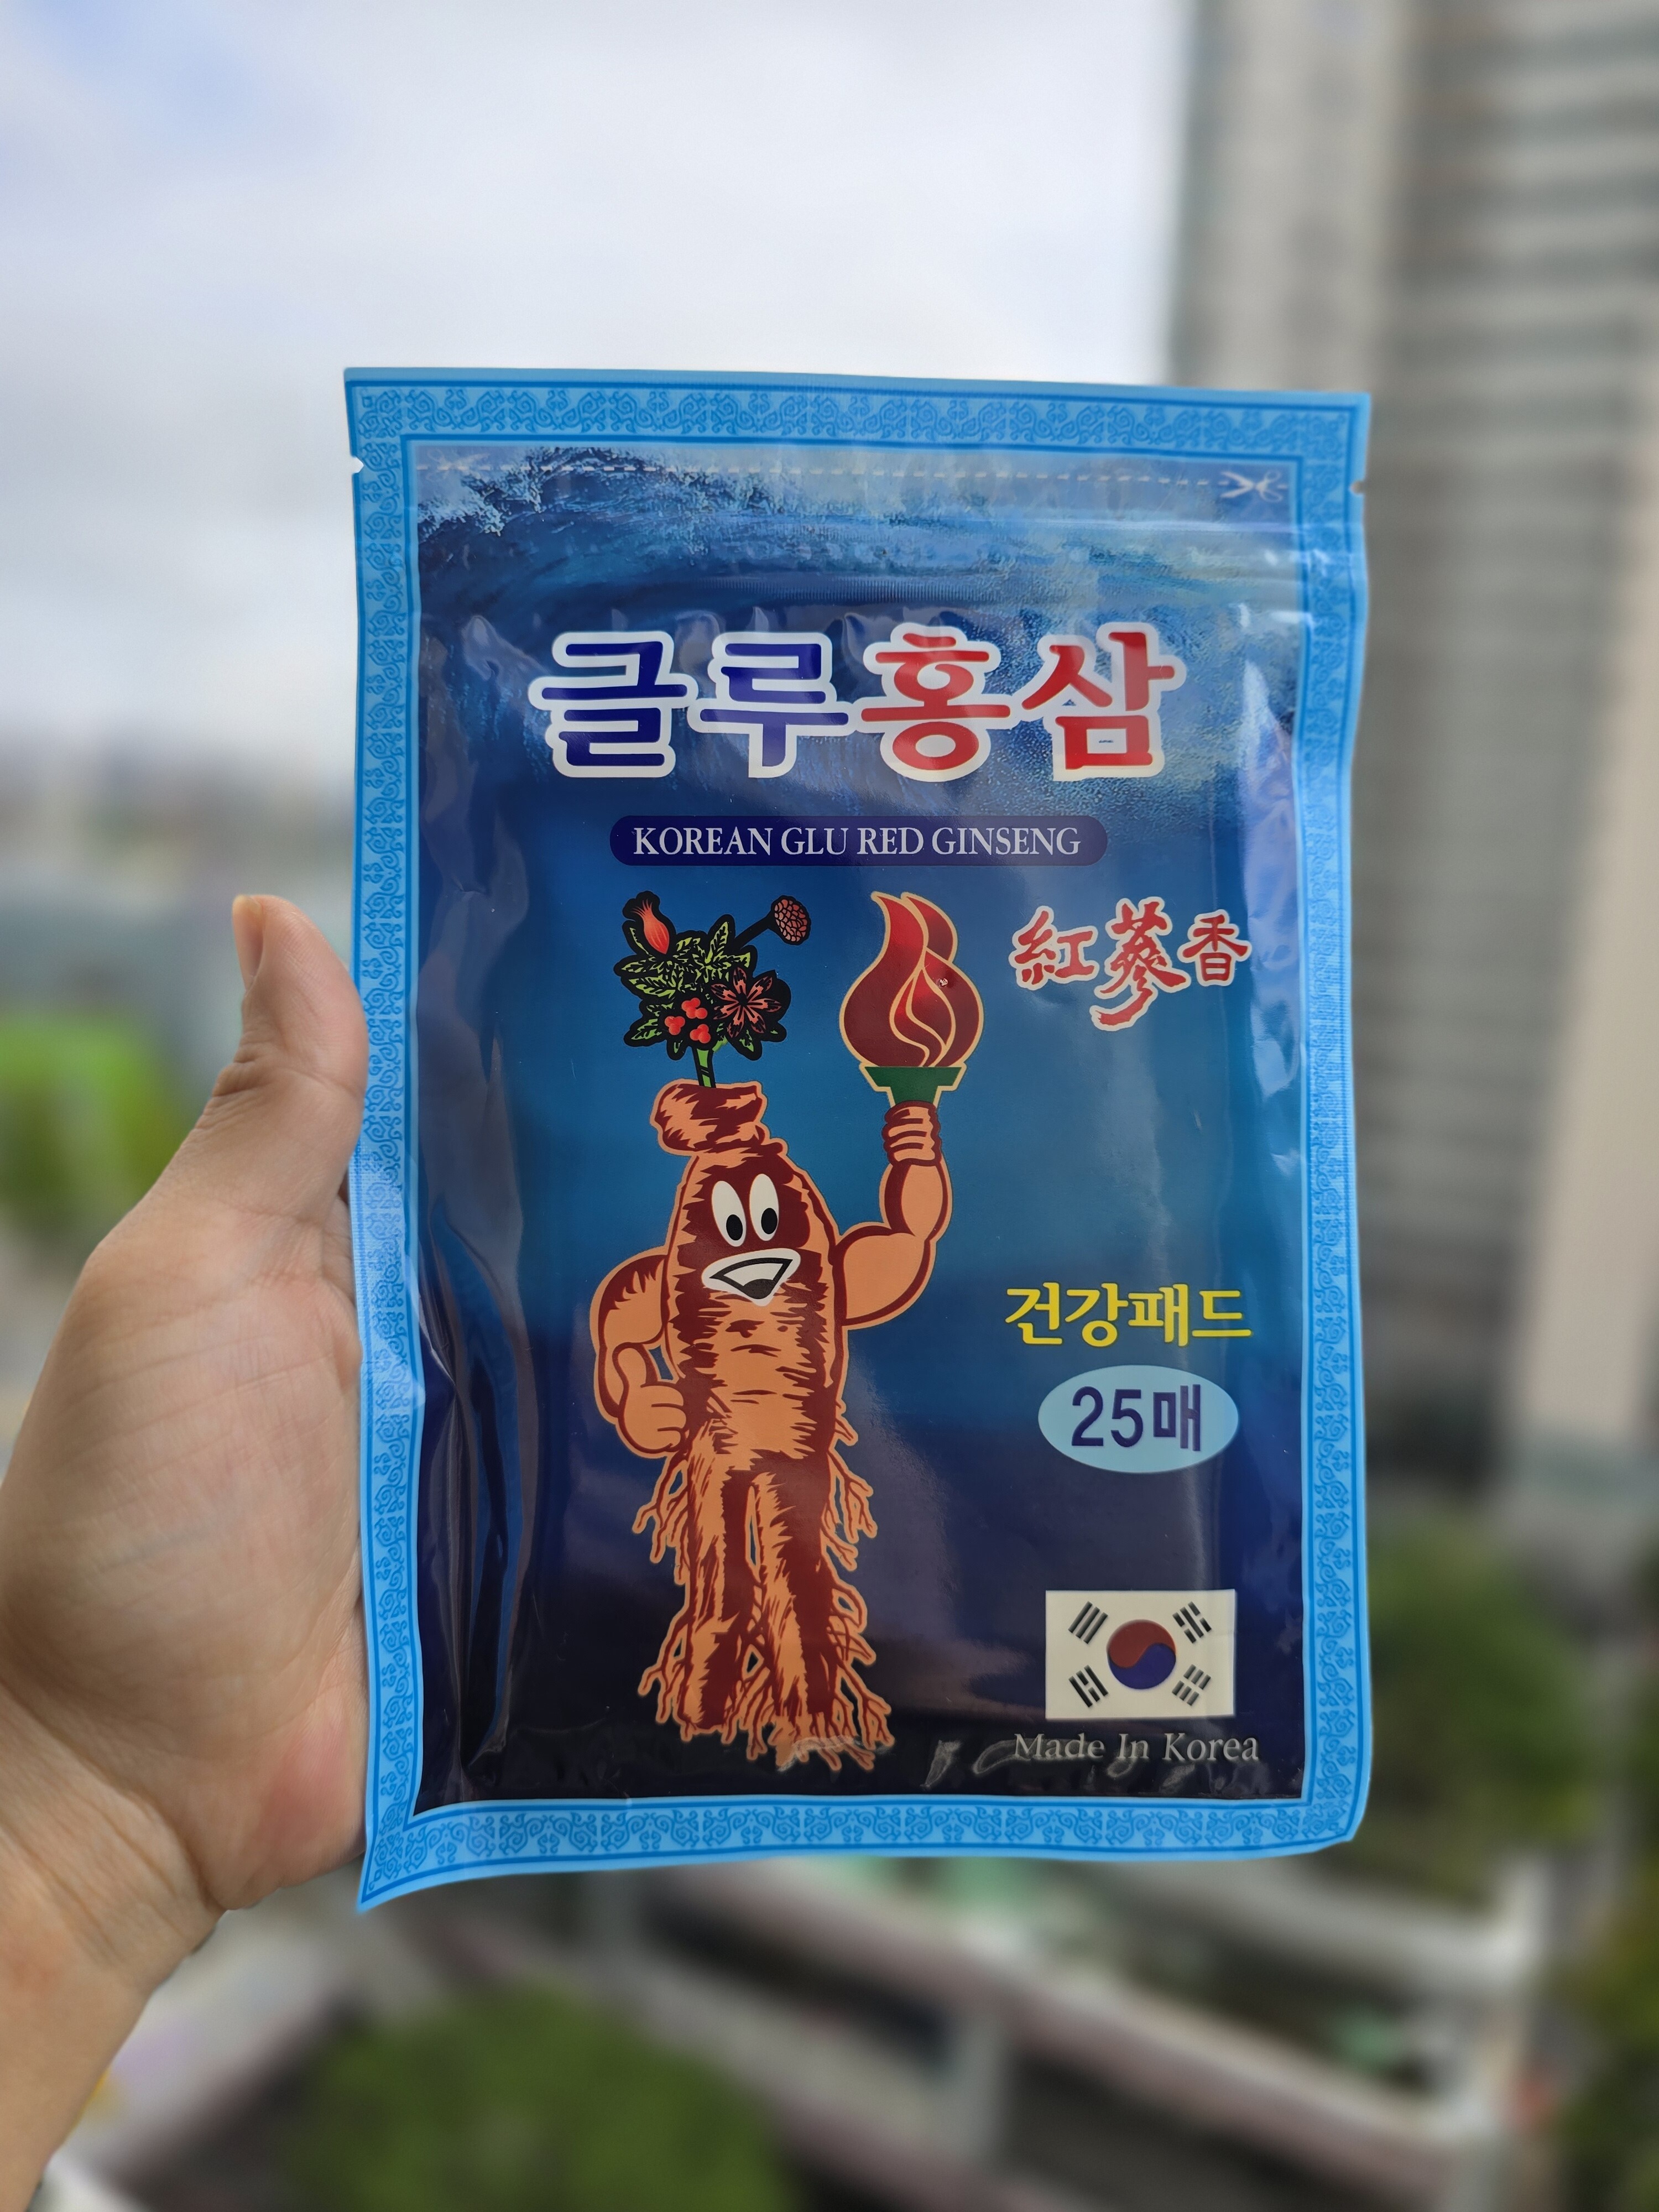 글루홍삼
KOREAN GLU RED GINSENG
紅蔘香
건강패드
25매
Made In Korea